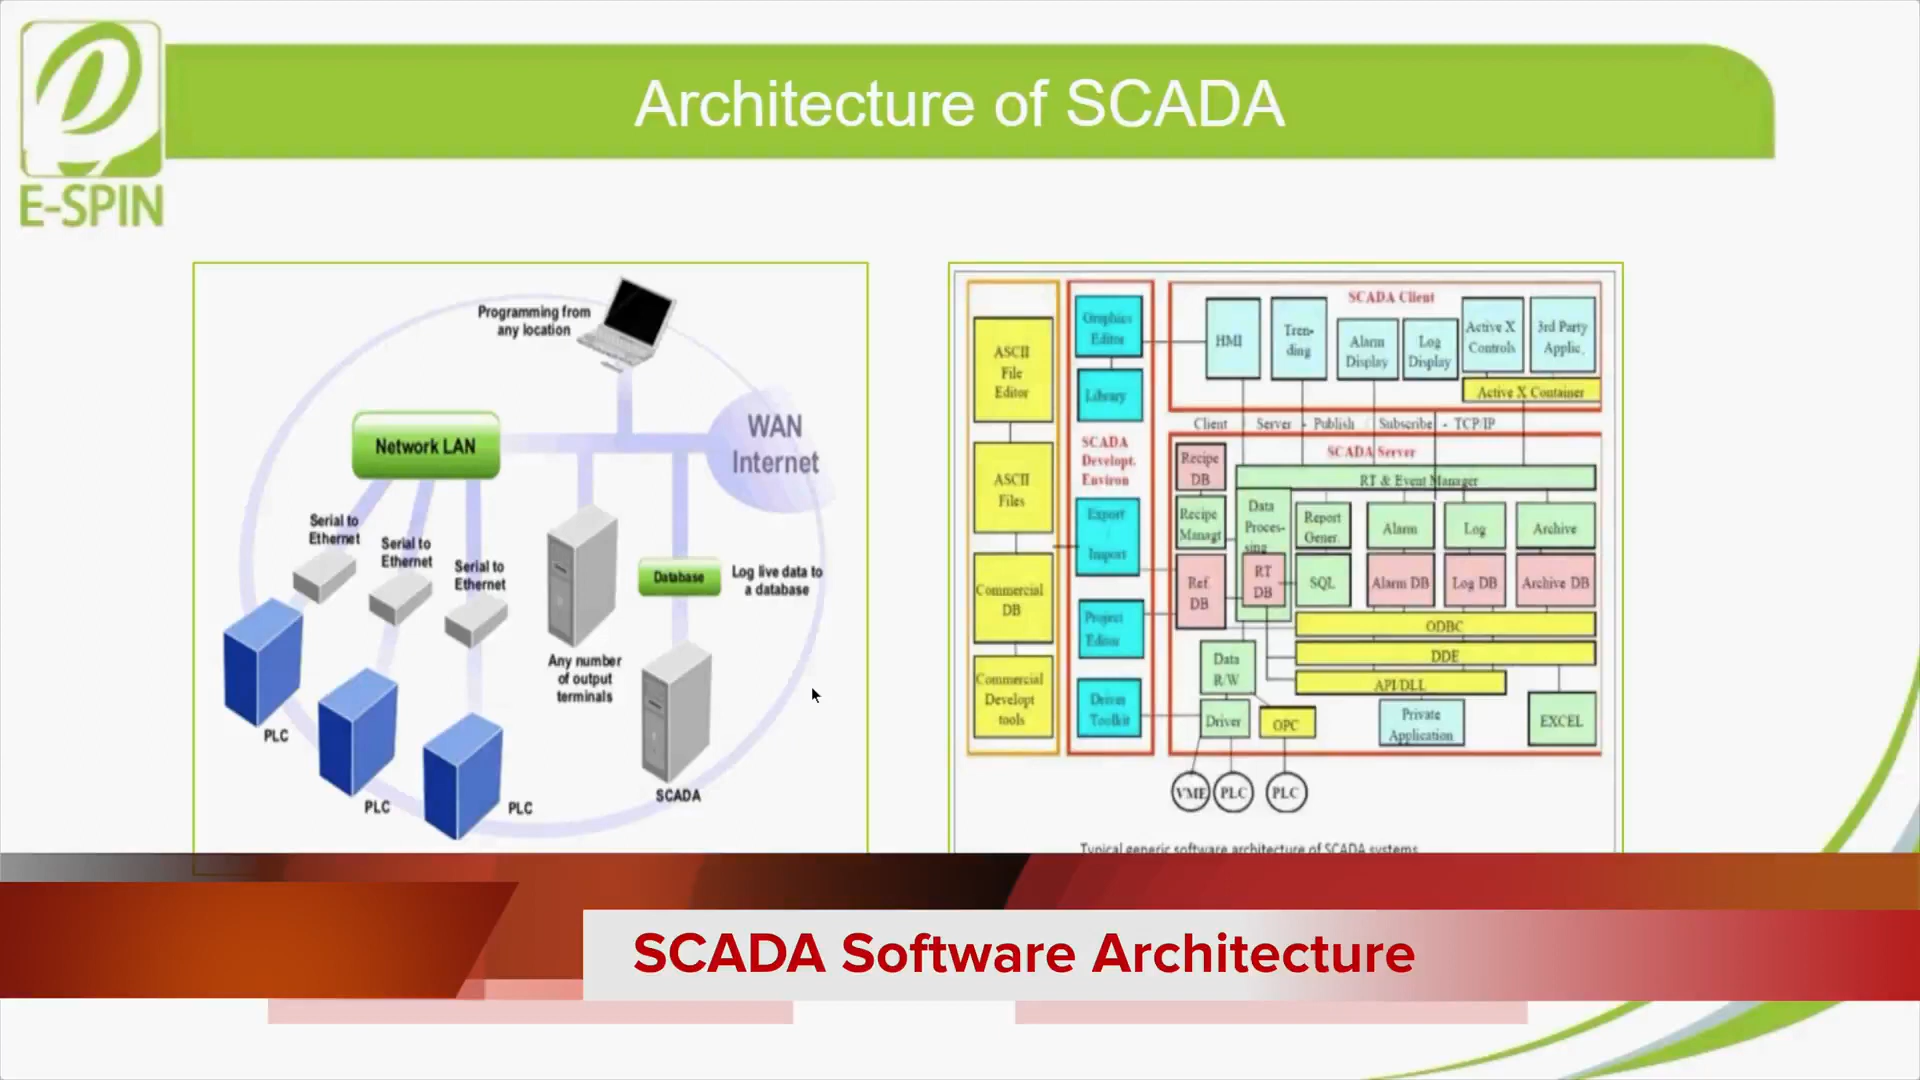 Architecture of SCADA
E-SPIN
Programming from
any location
WAN
Internet
Network LAN
Serial to
Ethernet
Serial to
Ethernet
Serial to
Ethernet
Database
Log live data to
a database
Any number
of output
terminals
PLC
PLC
PLC
SCADA
ASCII
File
Editor
ASCII
Files
Commercial
DB
Commercial
Developt
tools
Graphics
Editor
Library
SCADA
Developt.
Environ
Export
/
Import
Project
Editor
Driver
Toolkit
SCADA Client
HMI
Tren-
ding
Alarm
Display
Log
Display
Active X
Controls
3rd Party
Applic.
Active X Container
Client Server - Publish Subscribe - TCP/IP
SCADA Server
Recipe
DB
RT & Event Manager
Recipe
Managt
Data
Proces-
sing
Report
Gener.
Alarm
Log
Archive
Ref.
DB
RT
DB
SQL
Alarm DB
Log DB
Archive DB
ODBC
DDE
API/DLL
Data
R/W
Driver
OPC
Private
Application
EXCEL
VME
PLC
PLC
Typical generic software architecture of SCADA systems
SCADA Software Architecture